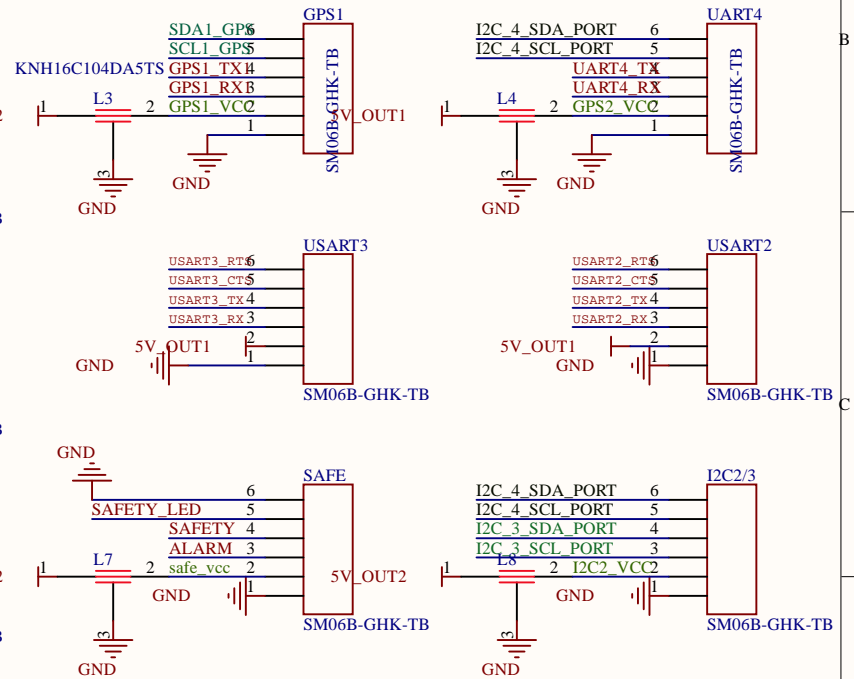 GPS1
UART4
SDA1_GPS 6
SCL1_GPS 5
KNH16C104DA5TS GPS1_TX1 4
GPS1_RX1 3
L3
1
2
GPS1_VCC 2
5V_OUT1
1
3
GND
GND
SM06B-GHK-TB
I2C_4_SDA_PORT 6
I2C_4_SCL_PORT 5
UART4_TX 4
UART4_RX 3
L4
1
2
GPS2_VCC 2
1
3
GND
GND
SM06B-GHK-TB
B
USART3
USART3_RTS 6
USART3_CTS 5
USART3_TX 4
USART3_RX 3
5V_OUT1
2
GND
1
SM06B-GHK-TB
USART2
USART2_RTS 6
USART2_CTS 5
USART2_TX 4
USART2_RX 3
5V_OUT1
2
GND
1
SM06B-GHK-TB
C
GND
SAFE
6
SAFETY_LED 5
SAFETY 4
ALARM 3
L7
1
2
safe_vcc 2
5V_OUT2
GND
1
3
GND
SM06B-GHK-TB
I2C2/3
I2C_4_SDA_PORT 6
I2C_4_SCL_PORT 5
I2C_3_SDA_PORT 4
I2C_3_SCL_PORT 3
L8
1
2
I2C2_VCC 2
GND
1
3
GND
SM06B-GHK-TB